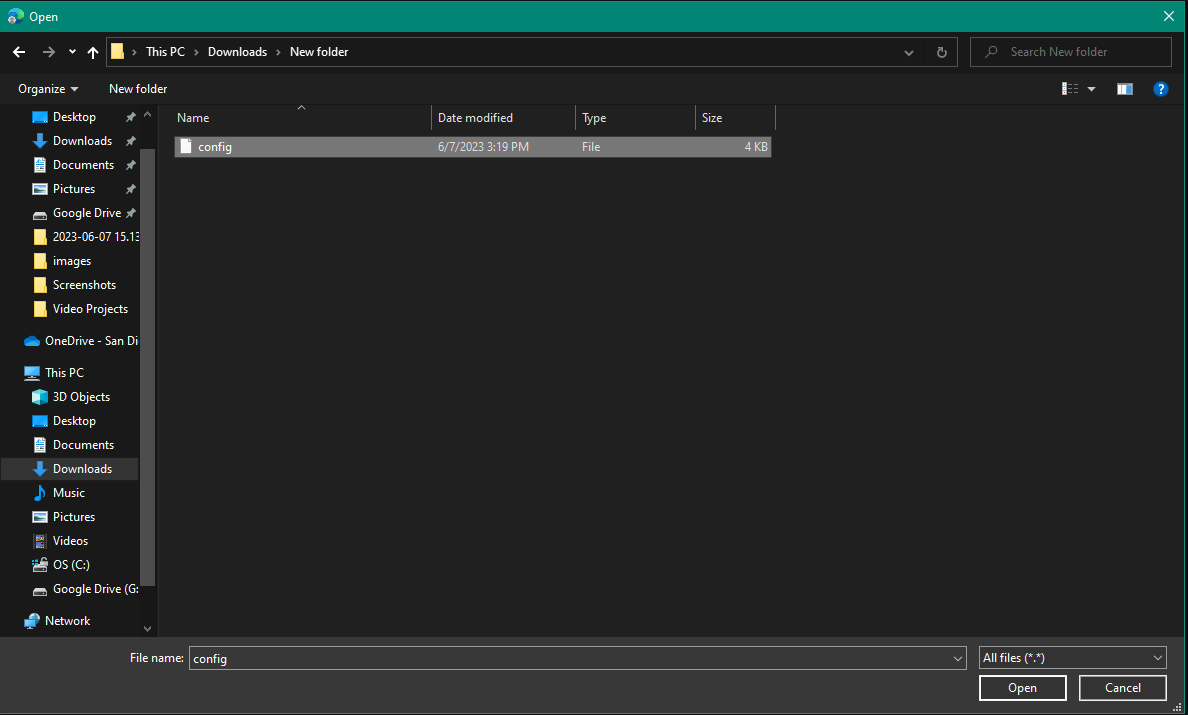 Open
This PC > Downloads > New folder
Search New folder
Organize
New folder
?
Name
Date modified
Type
Size
config
6/7/2023 3:19 PM
File
4 KB
Desktop
Downloads
Documents
Pictures
Google Drive
2023-06-07 15.13
images
Screenshots
Video Projects
OneDrive - San Di
This PC
3D Objects
Desktop
Documents
Downloads
Music
Pictures
Videos
OS (C:)
Google Drive (G:
Network
File name: config
All files (*.*)
Open
Cancel